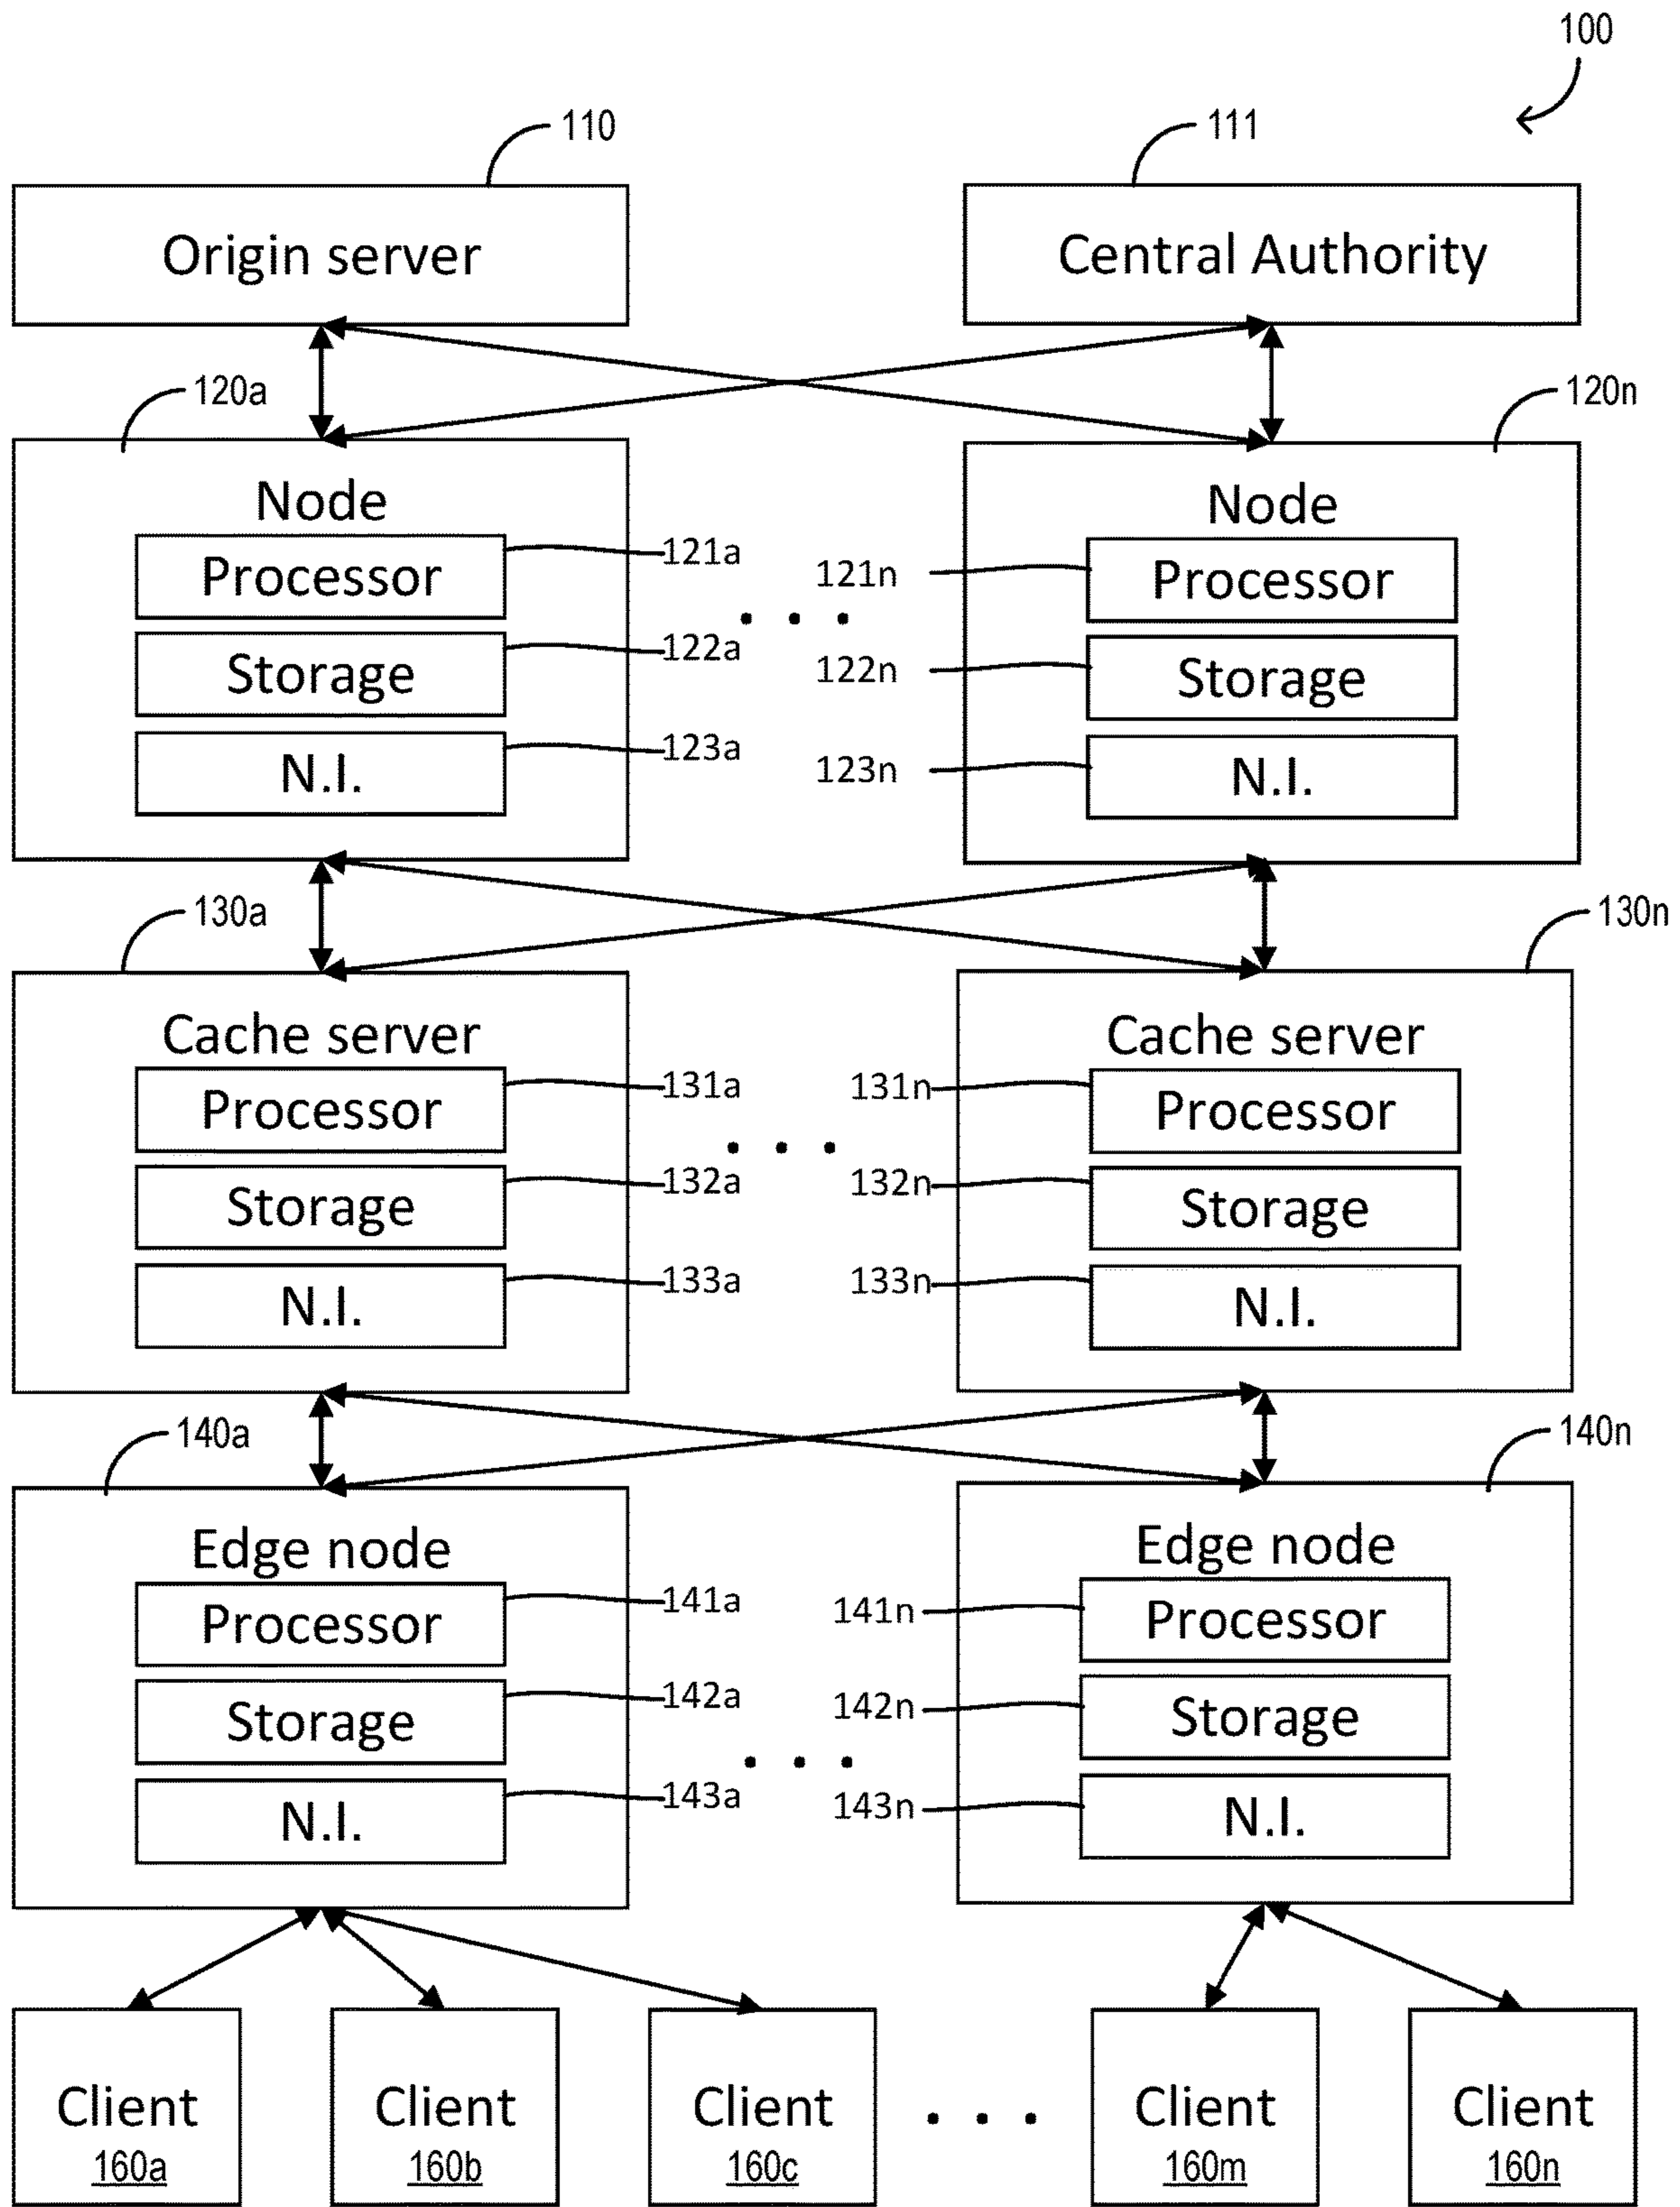 100
110
111
Origin server
Central Authority
120a
120n
Node
Node
Processor
121a
121n
Processor
Storage
122a
122n
Storage
N.I.
123a
123n
N.I.
130a
130n
Cache server
Cache server
Processor
131a
131n
Processor
Storage
132a
132n
Storage
N.I.
133a
133n
N.I.
140a
140n
Edge node
Edge node
Processor
141a
141n
Processor
Storage
142a
142n
Storage
N.I.
143a
143n
N.I.
Client
160a
Client
160b
Client
160c
Client
160m
Client
160n